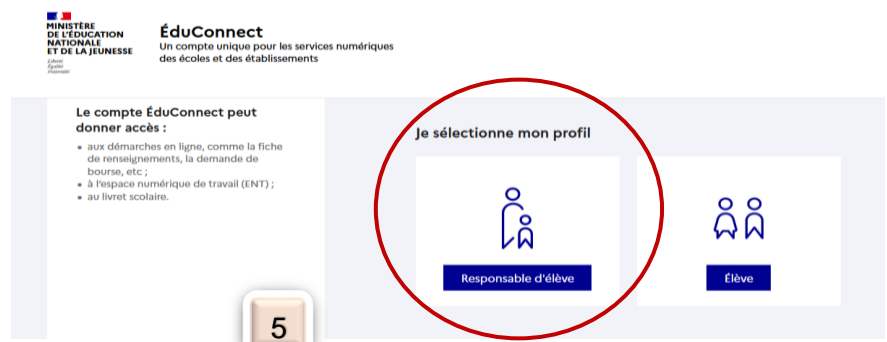 MINISTÈRE
DE L'ÉDUCATION
NATIONALE
ET DE LA JEUNESSE
Liberté
Égalité
Fraternité
ÉduConnect
Un compte unique pour les services numériques
des écoles et des établissements
Le compte ÉduConnect peut
donner accès :
• aux démarches en ligne, comme la fiche
de renseignements, la demande de
bourse, etc ;
• à l'espace numérique de travail (ENT) ;
• au livret scolaire.
Je sélectionne mon profil
Responsable d'élève
Élève
5